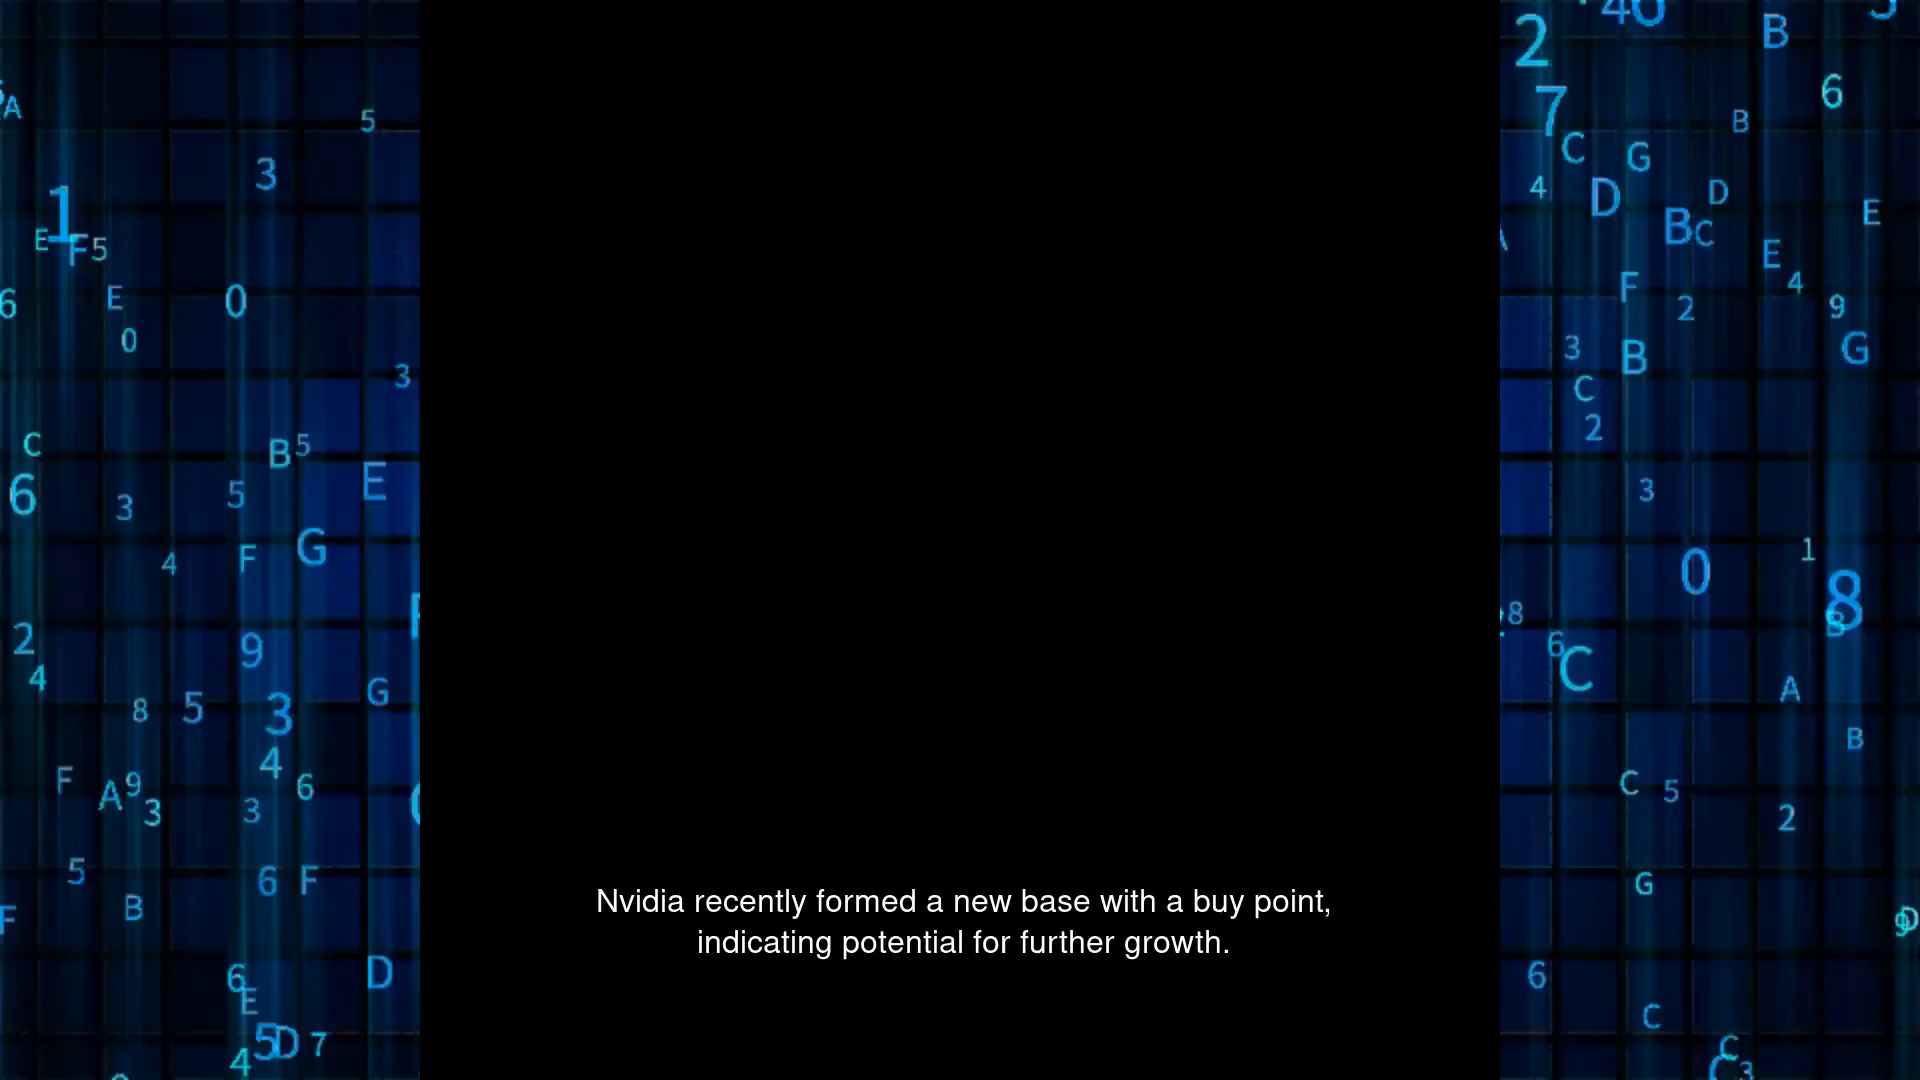 Nvidia recently formed a new base with a buy point,
indicating potential for further growth.